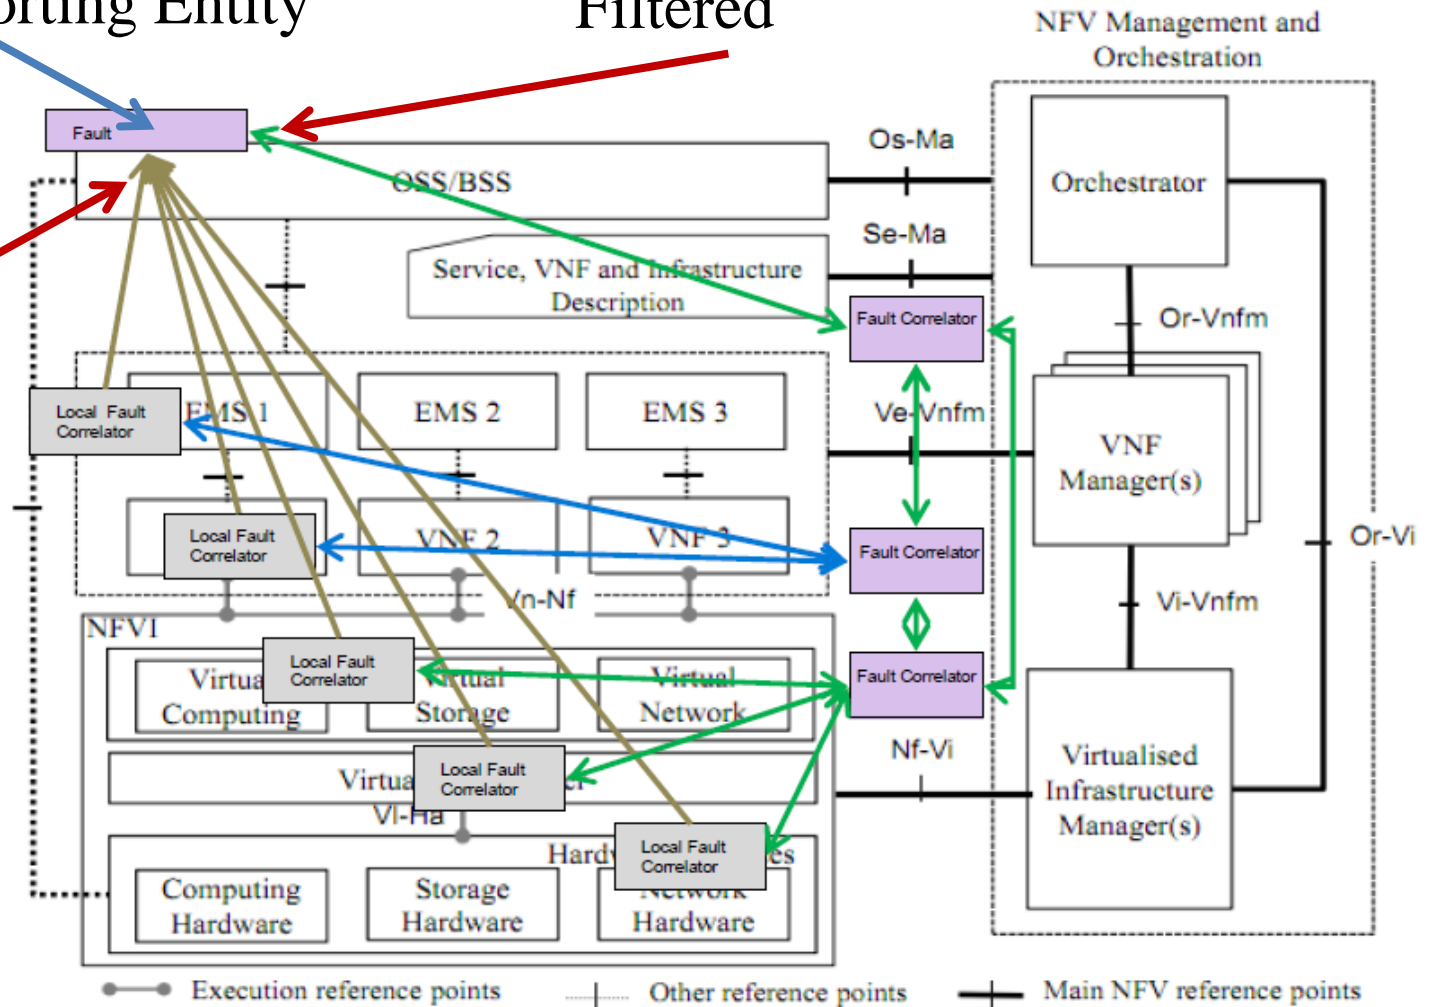 Entity
Filtered
NFV Management and
Orchestration
Fault
OSS/BSS
Os-Ma
Orchestrator
Se-Ma
Service, VNF and Infrastructure
Description
Fault Correlator
Or-Vnfm
Local Fault
Correlator
EMS 1
EMS 2
EMS 3
Ve-Vnfm
VNF
Manager(s)
Local Fault
Correlator
VNF 2
VNF 3
Fault Correlator
Or-Vi
Vn-Nf
Vi-Vnfm
NFVI
Local Fault
Correlator
Computing
Virtual
Storage
Virtual
Network
Fault Correlator
Nf-Vi
Virtualised
Infrastructure
Manager(s)
Local Fault
Correlator
Vl-Ha
Local Fault
Correlator
Computing
Hardware
Storage
Hardware
Network
Hardware
Execution reference points
Other reference points
Main NFV reference points